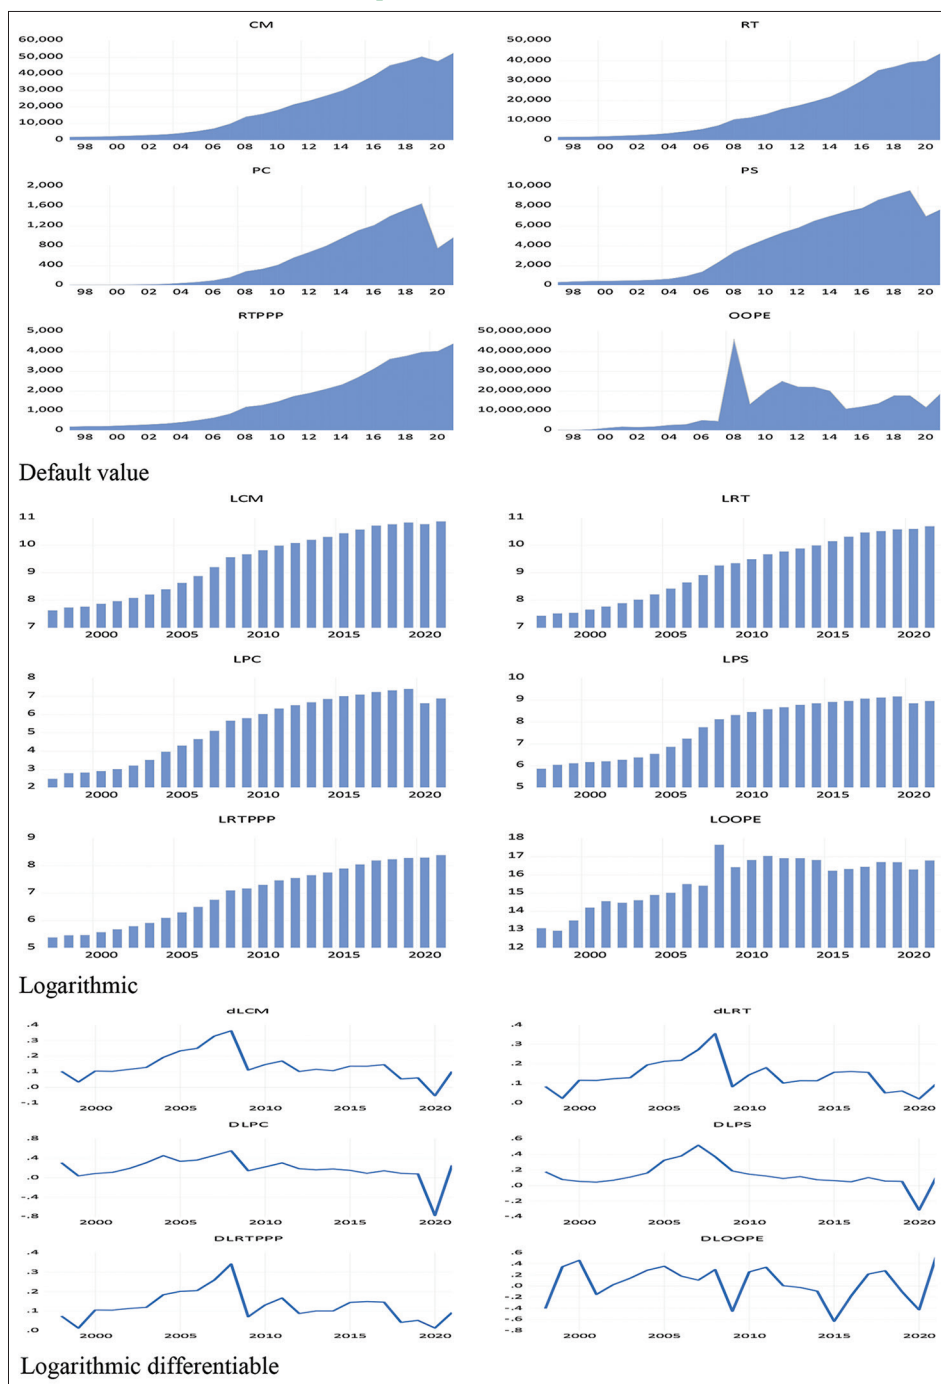 CM
60,000
50,000
40,000
30,000
20,000
10,000
0
98 00 02 04 06 08 10 12 14 16 18 20
RT
50,000
40,000
30,000
20,000
10,000
0
98 00 02 04 06 08 10 12 14 16 18 20
PC
2,000
1,600
1,200
800
400
0
98 00 02 04 06 08 10 12 14 16 18 20
PS
10,000
8,000
6,000
4,000
2,000
0
98 00 02 04 06 08 10 12 14 16 18 20
RTPPP
5,000
4,000
3,000
2,000
1,000
0
98 00 02 04 06 08 10 12 14 16 18 20
OOPE
50,000,000
40,000,000
30,000,000
20,000,000
10,000,000
0
98 00 02 04 06 08 10 12 14 16 18 20
Default value
LCM
11
10
9
8
7
2000 2005 2010 2015 2020
LRT
11
10
9
8
7
2000 2005 2010 2015 2020
LPC
8
7
6
5
4
3
2
2000 2005 2010 2015 2020
LPS
10
9
8
7
6
5
2000 2005 2010 2015 2020
LRTPPP
9
8
7
6
5
2000 2005 2010 2015 2020
LOOPE
18
17
16
15
14
13
12
2000 2005 2010 2015 2020
Logarithmic
dLCM
.4
.3
.2
.1
.0
-.1
2000 2005 2010 2015 2020
dLRT
.4
.3
.2
.1
.0
2000 2005 2010 2015 2020
DLPC
.8
.4
.0
-.4
-.8
2000 2005 2010 2015 2020
DLPS
.6
.4
.2
.0
-.2
-.4
2000 2005 2010 2015 2020
DLRTPPP
.4
.3
.2
.1
.0
2000 2005 2010 2015 2020
DLOOPE
.6
.4
.2
.0
-.2
-.4
-.6
-.8
2000 2005 2010 2015 2020
Logarithmic differentiable